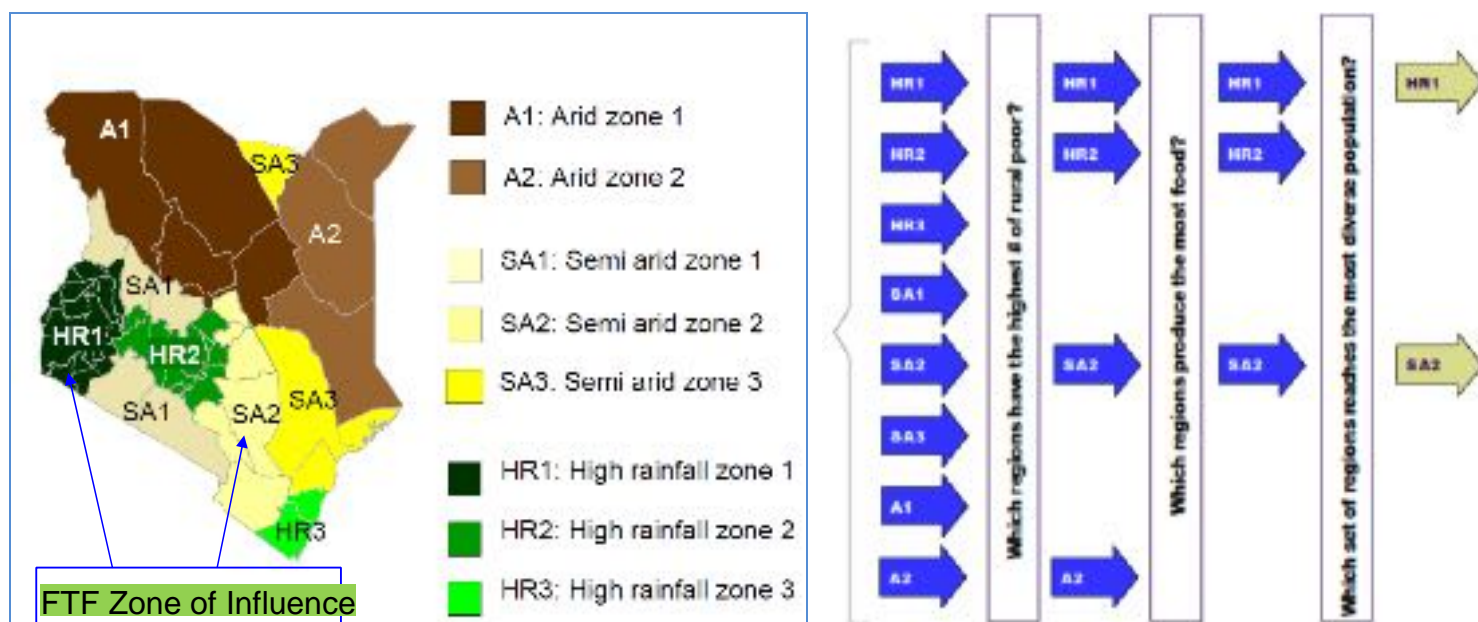 A1
SA3
A2
SA1
HR1
HR2
SA1
SA2
SA3
HR3
FTF Zone of Influence
A1: Arid zone 1
A2: Arid zone 2
SA1: Semi arid zone 1
SA2: Semi arid zone 2
SA3. Semi arid zone 3
HR1: High rainfall zone 1
HR2: High rainfall zone 2
HR3: High rainfall zone 3
HR1
HR2
HR3
SA1
SA2
SA3
A1
A2
Which regions have the highest # of rural poor?
HR1
HR2
SA2
A2
Which regions produce the most food?
HR1
HR2
SA2
Which set of regions reaches the most diverse population?
HR1
SA2